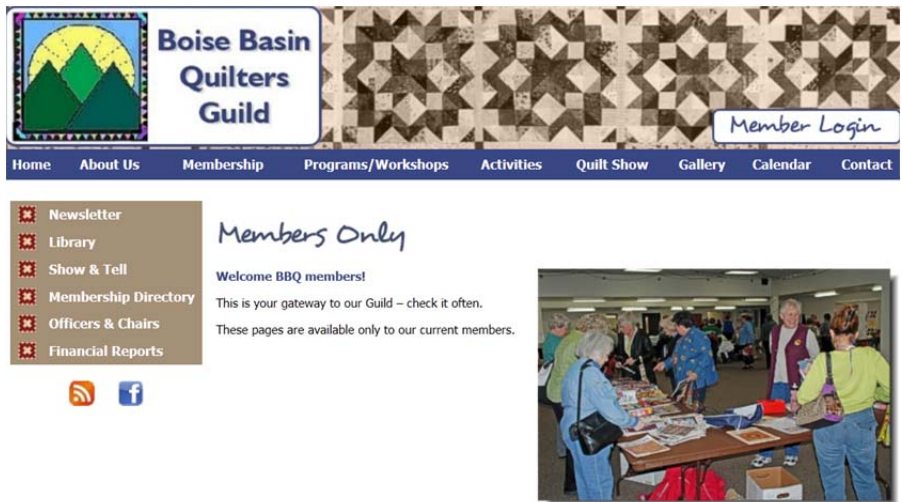 Boise Basin
Quilters
Guild
Member Login
Home About Us Membership Programs/Workshops Activities Quilt Show Gallery Calendar Contact
Newsletter
Library
Show & Tell
Membership Directory
Officers & Chairs
Financial Reports
f
Members Only
Welcome BBQ members!
This is your gateway to our Guild – check it often.
These pages are available only to our current members.